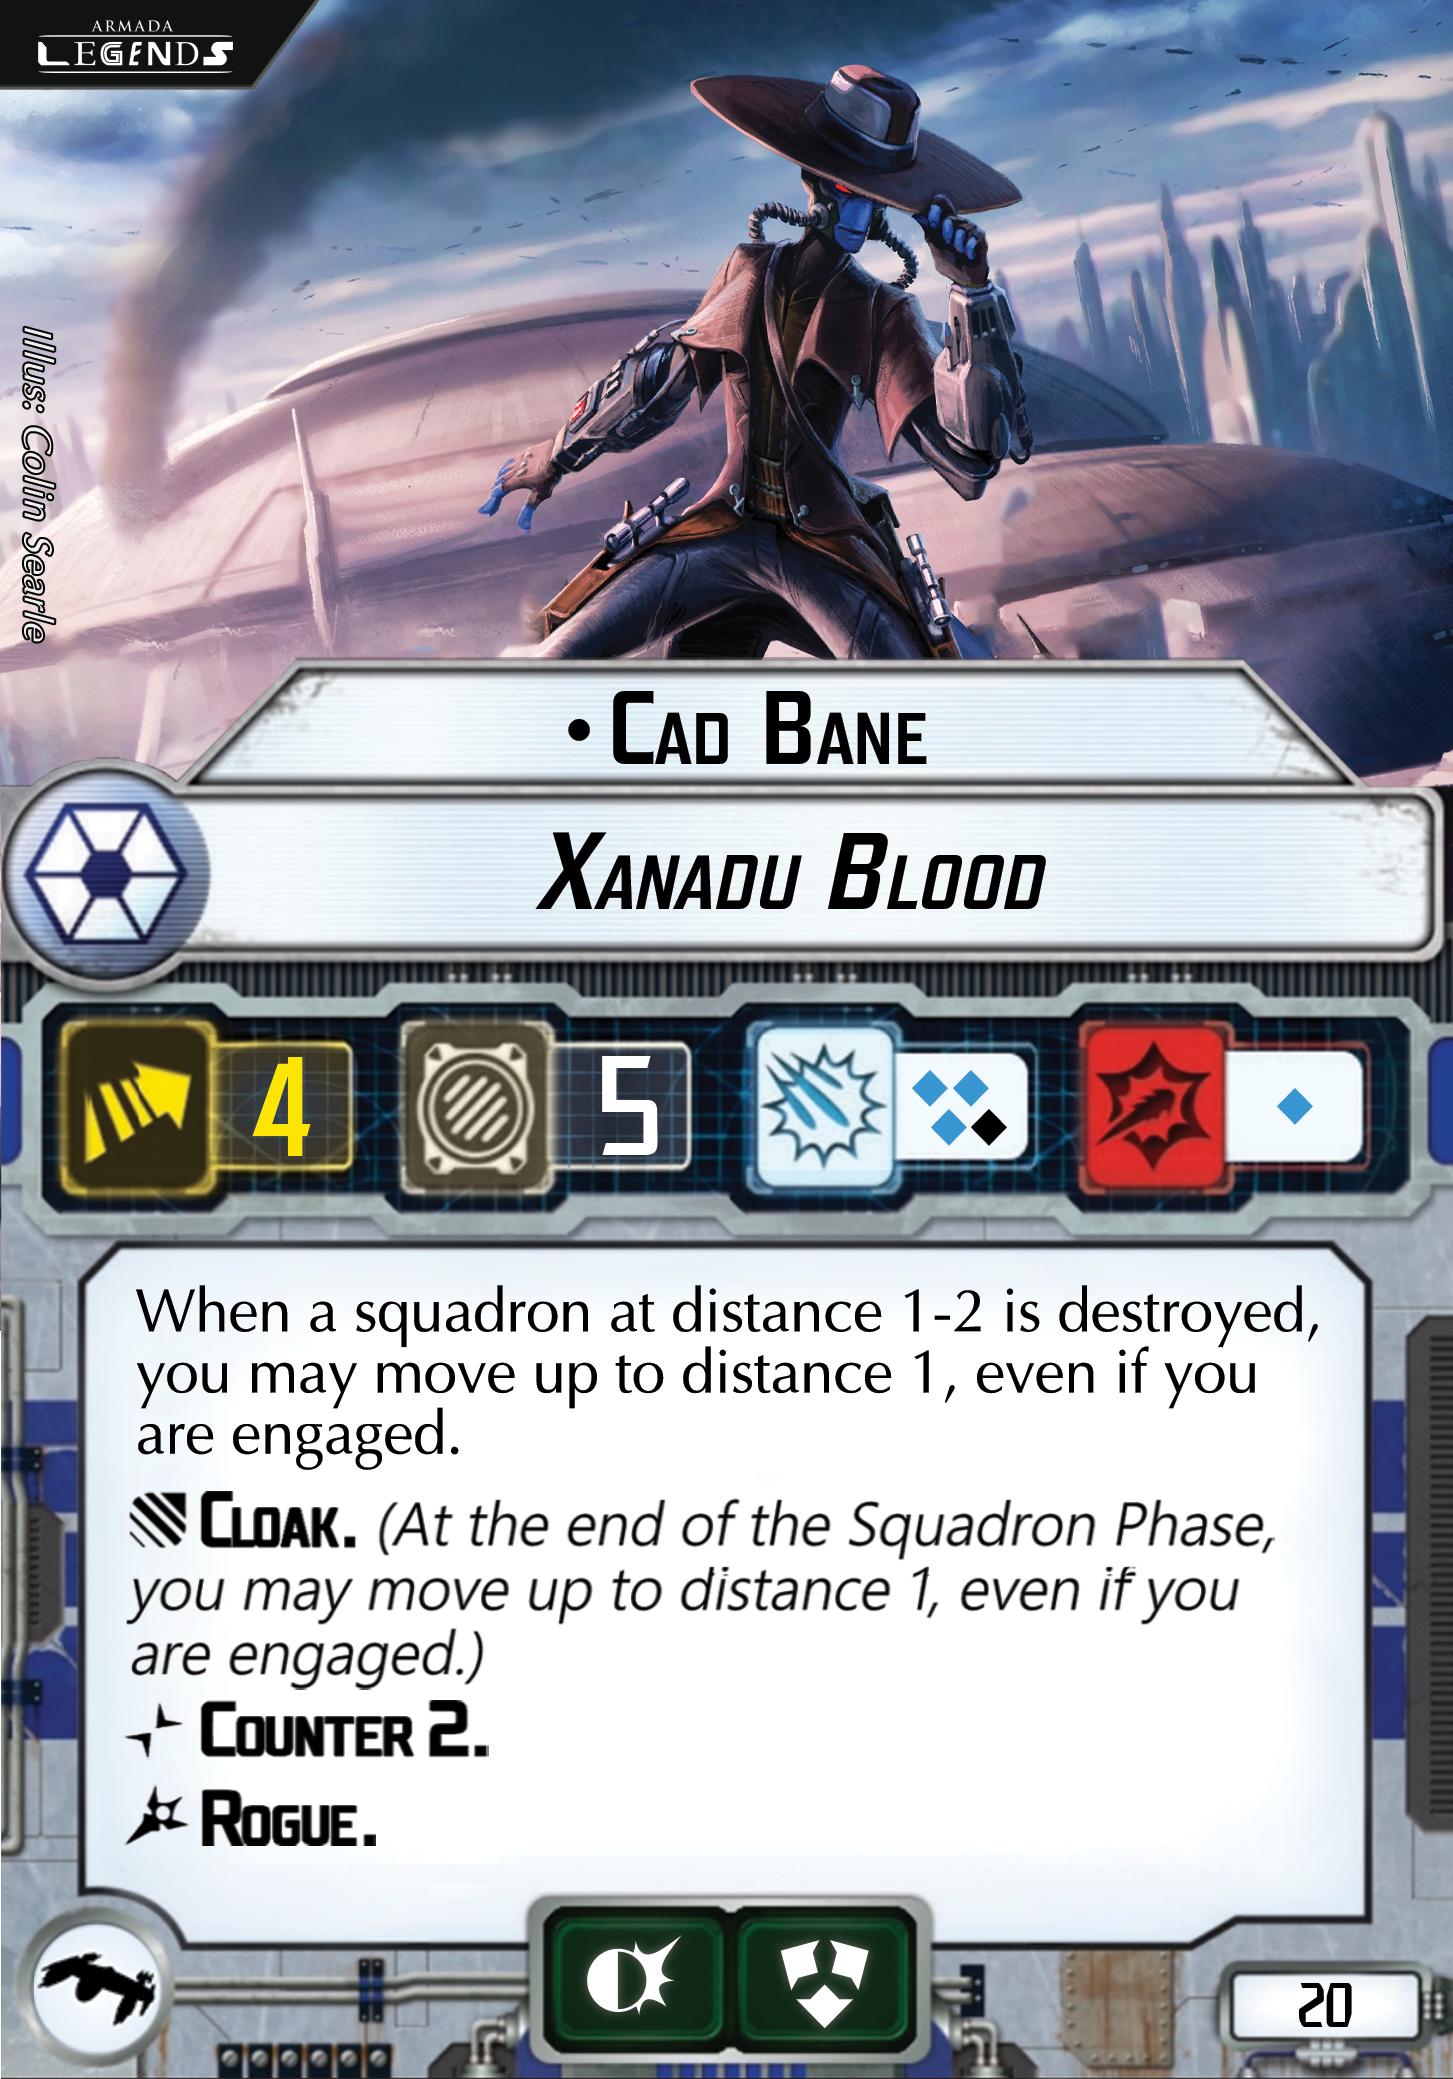 ARMADA
LEGENDS
Illus: Colin Searle
• Cad Bane
Xanadu Blood
4 5
When a squadron at distance 1-2 is destroyed,
you may move up to distance 1, even if you
are engaged.
Cloak. (At the end of the Squadron Phase,
you may move up to distance 1, even if you
are engaged.)
Counter 2.
Rogue.
20